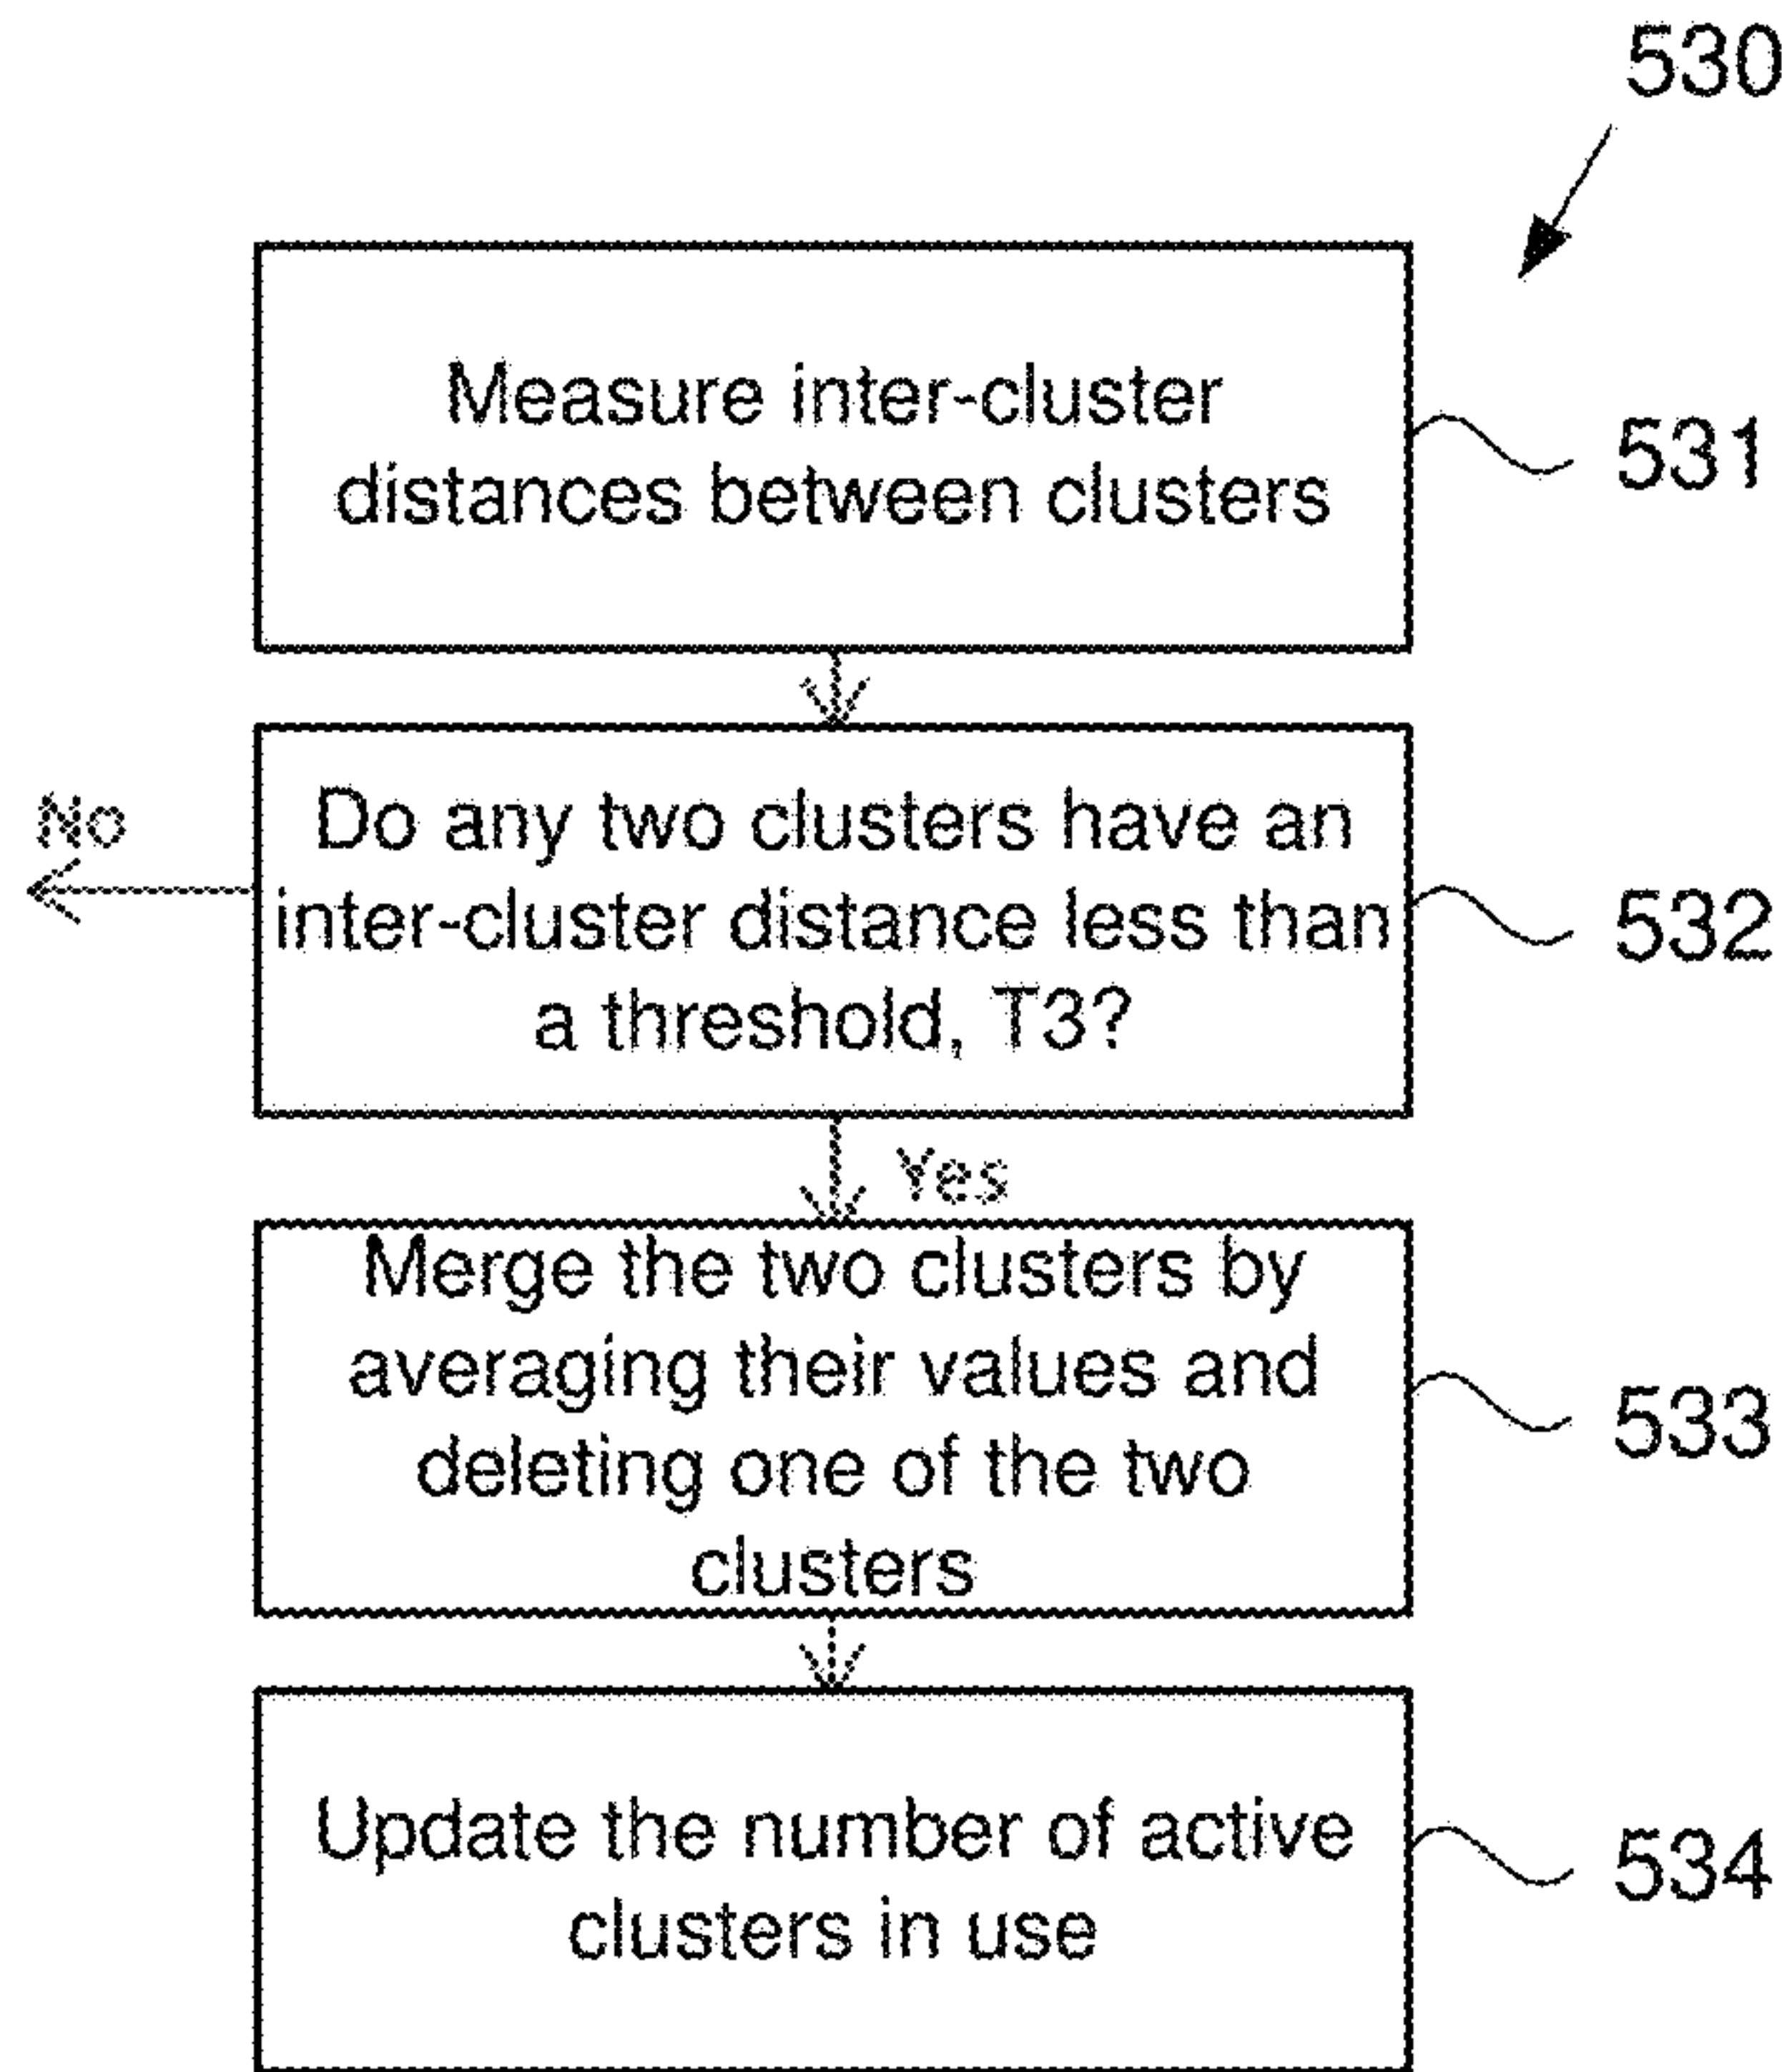 530
Measure inter-cluster
distances between clusters
531
No
Do any two clusters have an
inter-cluster distance less than
a threshold, T3?
532
Yes
Merge the two clusters by
averaging their values and
deleting one of the two
clusters
533
Update the number of active
clusters in use
534